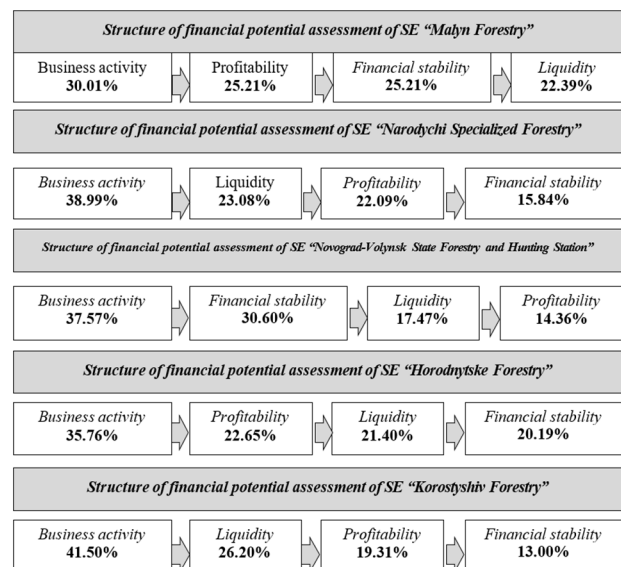 Structure of financial potential assessment of SE “Malyn Forestry”
Business activity Profitability Financial stability Liquidity
30.01% 25.21% 25.21% 22.39%
Structure of financial potential assessment of SE “Narodychi Specialized Forestry”
Business activity Liquidity Profitability Financial stability
38.99% 23.08% 22.09% 15.84%
Structure of financial potential assessment of SE “Novograd-Volynsk State Forestry and Hunting Station”
Business activity Financial stability Liquidity Profitability
37.57% 30.60% 17.47% 14.36%
Structure of financial potential assessment of SE “Horodnytske Forestry”
Business activity Profitability Liquidity Financial stability
35.76% 22.65% 21.40% 20.19%
Structure of financial potential assessment of SE “Korostyshiv Forestry”
Business activity Liquidity Profitability Financial stability
41.50% 26.20% 19.31% 13.00%